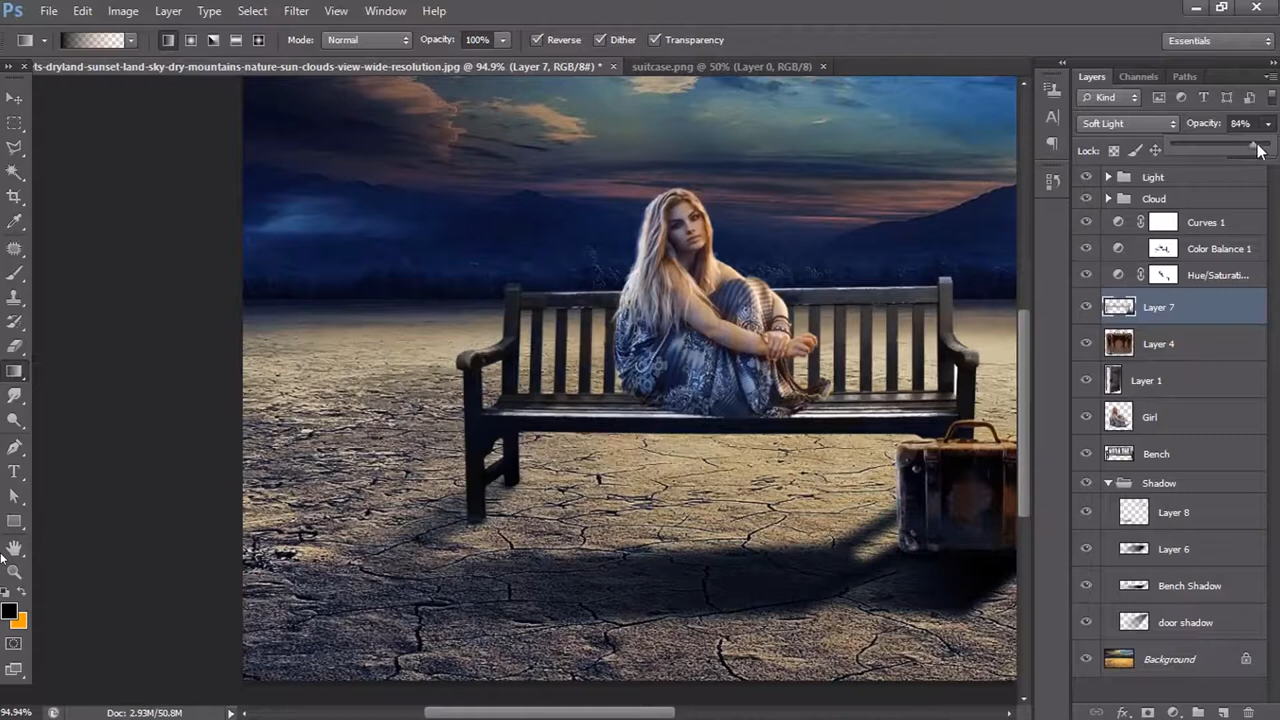 Ps File Edit Image Layer Type Select Filter View Window Help
Mode: Normal Opacity: 100% Reverse Dither Transparency Essentials
ts-dryland-sunset-land-sky-dry-mountains-nature-sun-clouds-view-wide-resolution.jpg @ 94.9% (Layer 7, RGB/8#) * × suitcase.png @ 50% (Layer 0, RGB/8) ×
Layers Channels Paths
Kind
Soft Light Opacity: 84%
Lock:
Light
Cloud
Curves 1
Color Balance 1
Hue/Saturati...
Layer 7
Layer 4
Layer 1
Girl
Bench
Shadow
Layer 8
Layer 6
Bench Shadow
door shadow
Background
94.94% Doc: 2.93M/50.8M